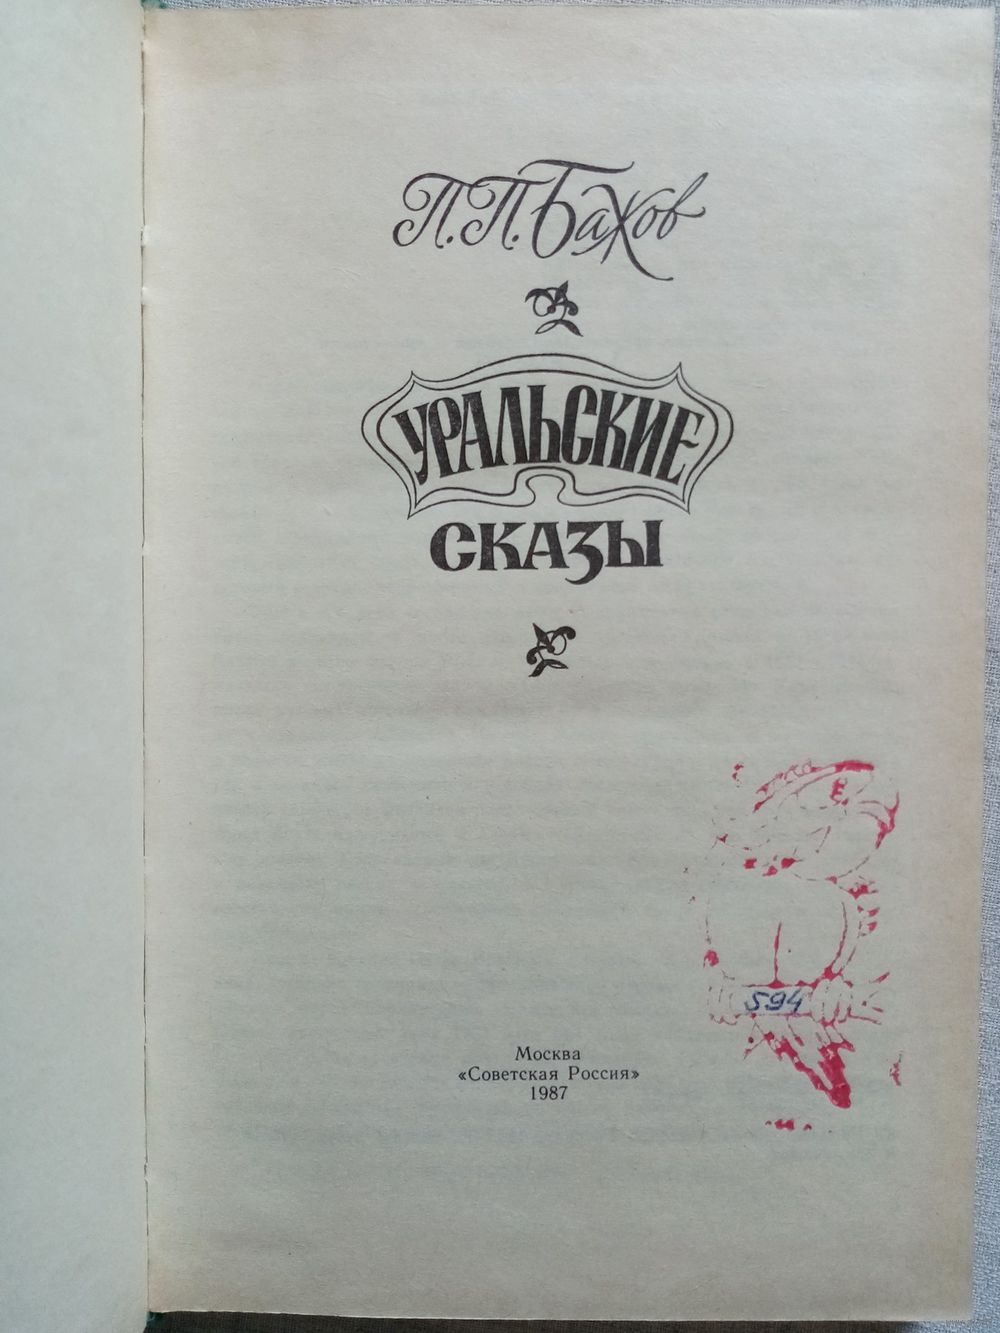 П.П.Бажов
УРАЛЬСКИЕ
СКАЗЫ
594
Москва
«Советская Россия»
1987